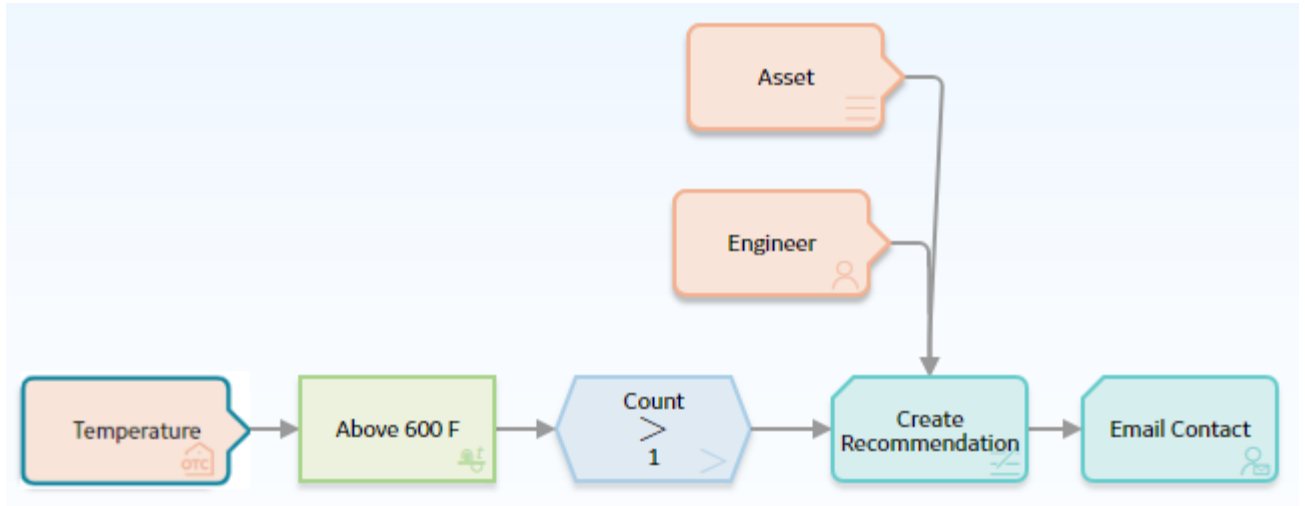 Asset
Engineer
Temperature
OTC
Above 600 F
t
Count
>
1
Create
Recommendation
Email Contact